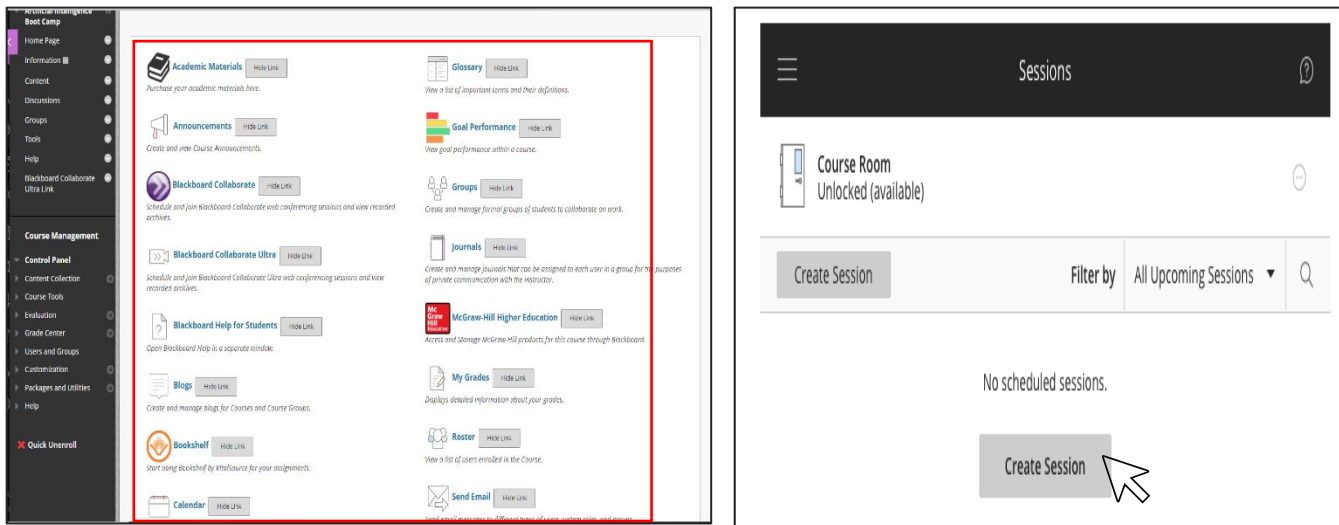 Artificial Intelligence
Boot Camp
Home Page
Information
Content
Discussions
Groups
Tools
Help
Blackboard Collaborate
Ultra Link
Course Management
Control Panel
Content Collection
Course Tools
Evaluation
Grade Center
Users and Groups
Customization
Packages and Utilities
Help
Quick Unenroll
Academic Materials Hide Link
Purchase your academic materials here.
Announcements Hide Link
Create and view Course Announcements.
Blackboard Collaborate Hide Link
Schedule and join Blackboard Collaborate web conferencing sessions and view recorded
archives.
Blackboard Collaborate Ultra Hide Link
Schedule and join Blackboard Collaborate Ultra web conferencing sessions and view
recorded archives.
Blackboard Help for Students Hide Link
Open Blackboard Help in a separate window.
Blogs Hide Link
Create and manage blogs for Courses and Course Groups.
Bookshelf Hide Link
Start using Bookshelf by VitalSource for your assignments.
Calendar Hide Link
Glossary Hide Link
View a list of important terms and their definitions.
Goal Performance Hide Link
View goal performance within a course.
Groups Hide Link
Create and manage formal groups of students to collaborate on work.
Journals Hide Link
Create and manage journals that can be assigned to each user in a group for the purposes
of private communication with the instructor.
Mc
Graw
Hill
Education
McGraw-Hill Higher Education Hide Link
Access and Manage McGraw-Hill products for this course through Blackboard.
My Grades Hide Link
Displays detailed information about your grades.
Roster Hide Link
View a list of users enrolled in the Course.
Send Email Hide Link
Send email messages to different types of users, system roles, and groups.
Sessions
Course Room
Unlocked (available)
Create Session
Filter by All Upcoming Sessions
No scheduled sessions.
Create Session